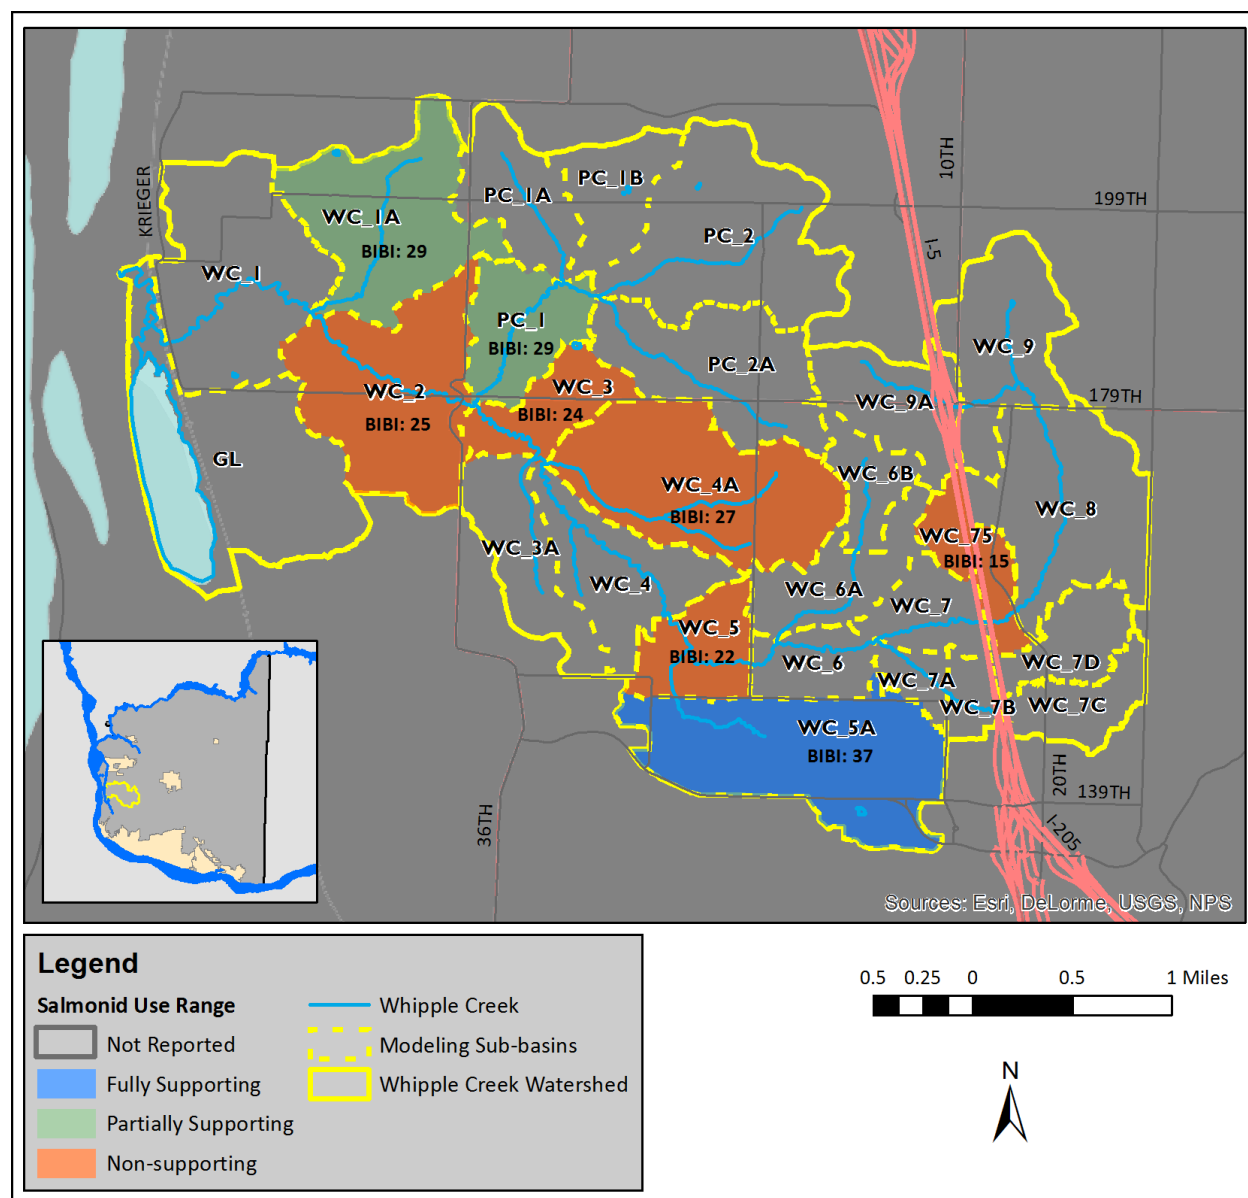 10TH
199TH
KRIEGER
PC_1B
PC_1A
WC_1A
BIBI: 29
PC_2
I-5
WC_1
PC_1
BIBI: 29
WC_9
PC_2A
179TH
WC_2
BIBI: 25
WC_3
BIBI: 24
WC_9A
GL
WC_6B
WC_4A
BIBI: 27
WC_8
WC_75
BIBI: 15
WC_3A
WC_4
WC_6A
WC_7
WC_5
BIBI: 22
WC_6
WC_7D
WC_7A
WC_7B
WC_7C
WC_5A
BIBI: 37
20TH
139TH
36TH
I-205
Sources: Esri, DeLorme, USGS, NPS
Legend
Salmonid Use Range
Not Reported
Fully Supporting
Partially Supporting
Non-supporting
Whipple Creek
Modeling Sub-basins
Whipple Creek Watershed
0.5 0.25 0 0.5 1 Miles
N